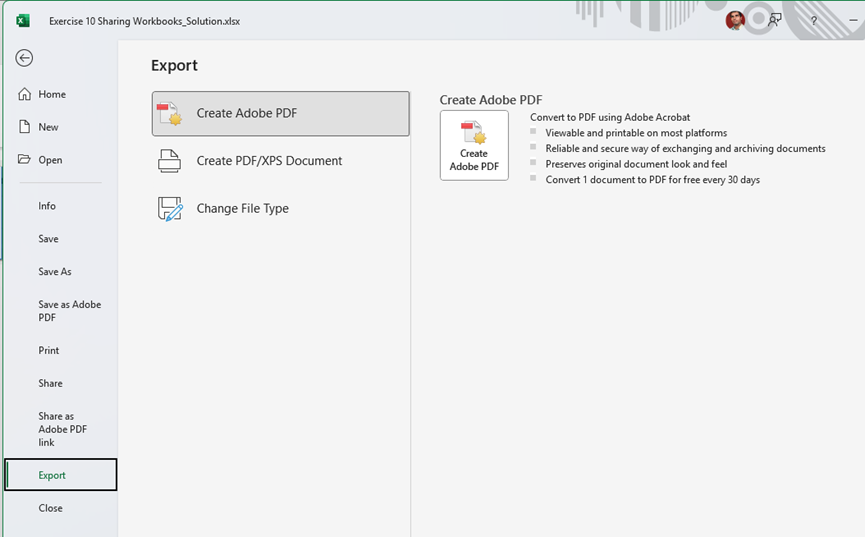 Exercise 10 Sharing Workbooks_Solution.xlsx
?
Home
New
Open
Info
Save
Save As
Save as Adobe
PDF
Print
Share
Share as
Adobe PDF
link
Export
Close
Export
Create Adobe PDF
Create PDF/XPS Document
Change File Type
Create Adobe PDF
Create
Adobe PDF
Convert to PDF using Adobe Acrobat
Viewable and printable on most platforms
Reliable and secure way of exchanging and archiving documents
Preserves original document look and feel
Convert 1 document to PDF for free every 30 days